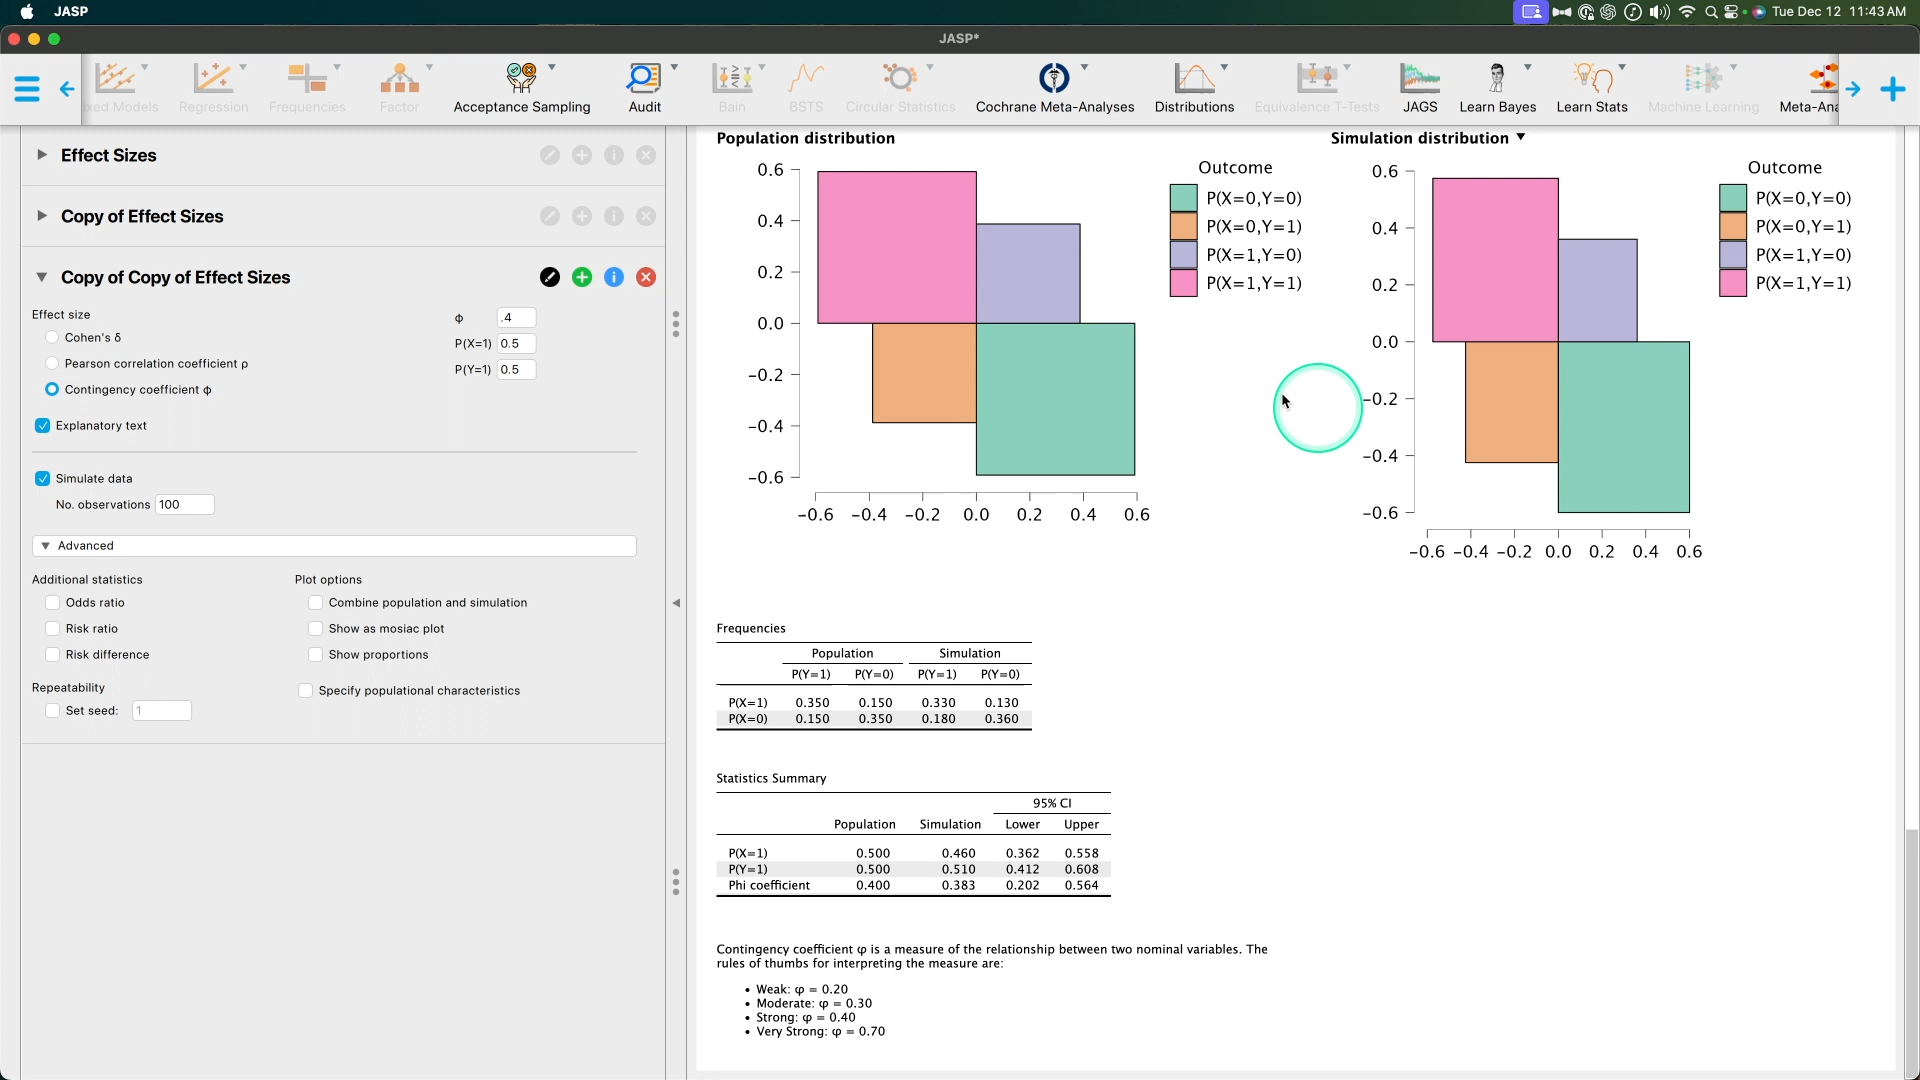 JASP
Tue Dec 12 11:43 AM
JASP*
xed Models
Regression
Frequencies
Factor
Acceptance Sampling
Audit
Bain
BSTS
Circular Statistics
Cochrane Meta-Analyses
Distributions
Equivalence T-Tests
JAGS
Learn Bayes
Learn Stats
Machine Learning
Meta-Ana
Effect Sizes
Copy of Effect Sizes
Copy of Copy of Effect Sizes
Effect size
Cohen's δ
Pearson correlation coefficient ρ
Contingency coefficient ϕ
ϕ .4
P(X=1) 0.5
P(Y=1) 0.5
Explanatory text
Simulate data
No. observations 100
Advanced
Additional statistics
Odds ratio
Risk ratio
Risk difference
Plot options
Combine population and simulation
Show as mosiac plot
Show proportions
Repeatability
Set seed: 1
Specify populational characteristics
Population distribution
0.6
0.4
0.2
0.0
−0.2
−0.4
−0.6
−0.6 −0.4 −0.2 0.0 0.2 0.4 0.6
Outcome
P(X=0,Y=0)
P(X=0,Y=1)
P(X=1,Y=0)
P(X=1,Y=1)
Simulation distribution
0.6
0.4
0.2
0.0
−0.2
−0.4
−0.6
−0.6 −0.4 −0.2 0.0 0.2 0.4 0.6
Outcome
P(X=0,Y=0)
P(X=0,Y=1)
P(X=1,Y=0)
P(X=1,Y=1)
Frequencies
Population Simulation
P(Y=1) P(Y=0) P(Y=1) P(Y=0)
P(X=1) 0.350 0.150 0.330 0.130
P(X=0) 0.150 0.350 0.180 0.360
Statistics Summary
95% CI
Population Simulation Lower Upper
P(X=1) 0.500 0.460 0.362 0.558
P(Y=1) 0.500 0.510 0.412 0.608
Phi coefficient 0.400 0.383 0.202 0.564
Contingency coefficient φ is a measure of the relationship between two nominal variables. The
rules of thumbs for interpreting the measure are:
• Weak: φ = 0.20
• Moderate: φ = 0.30
• Strong: φ = 0.40
• Very Strong: φ = 0.70